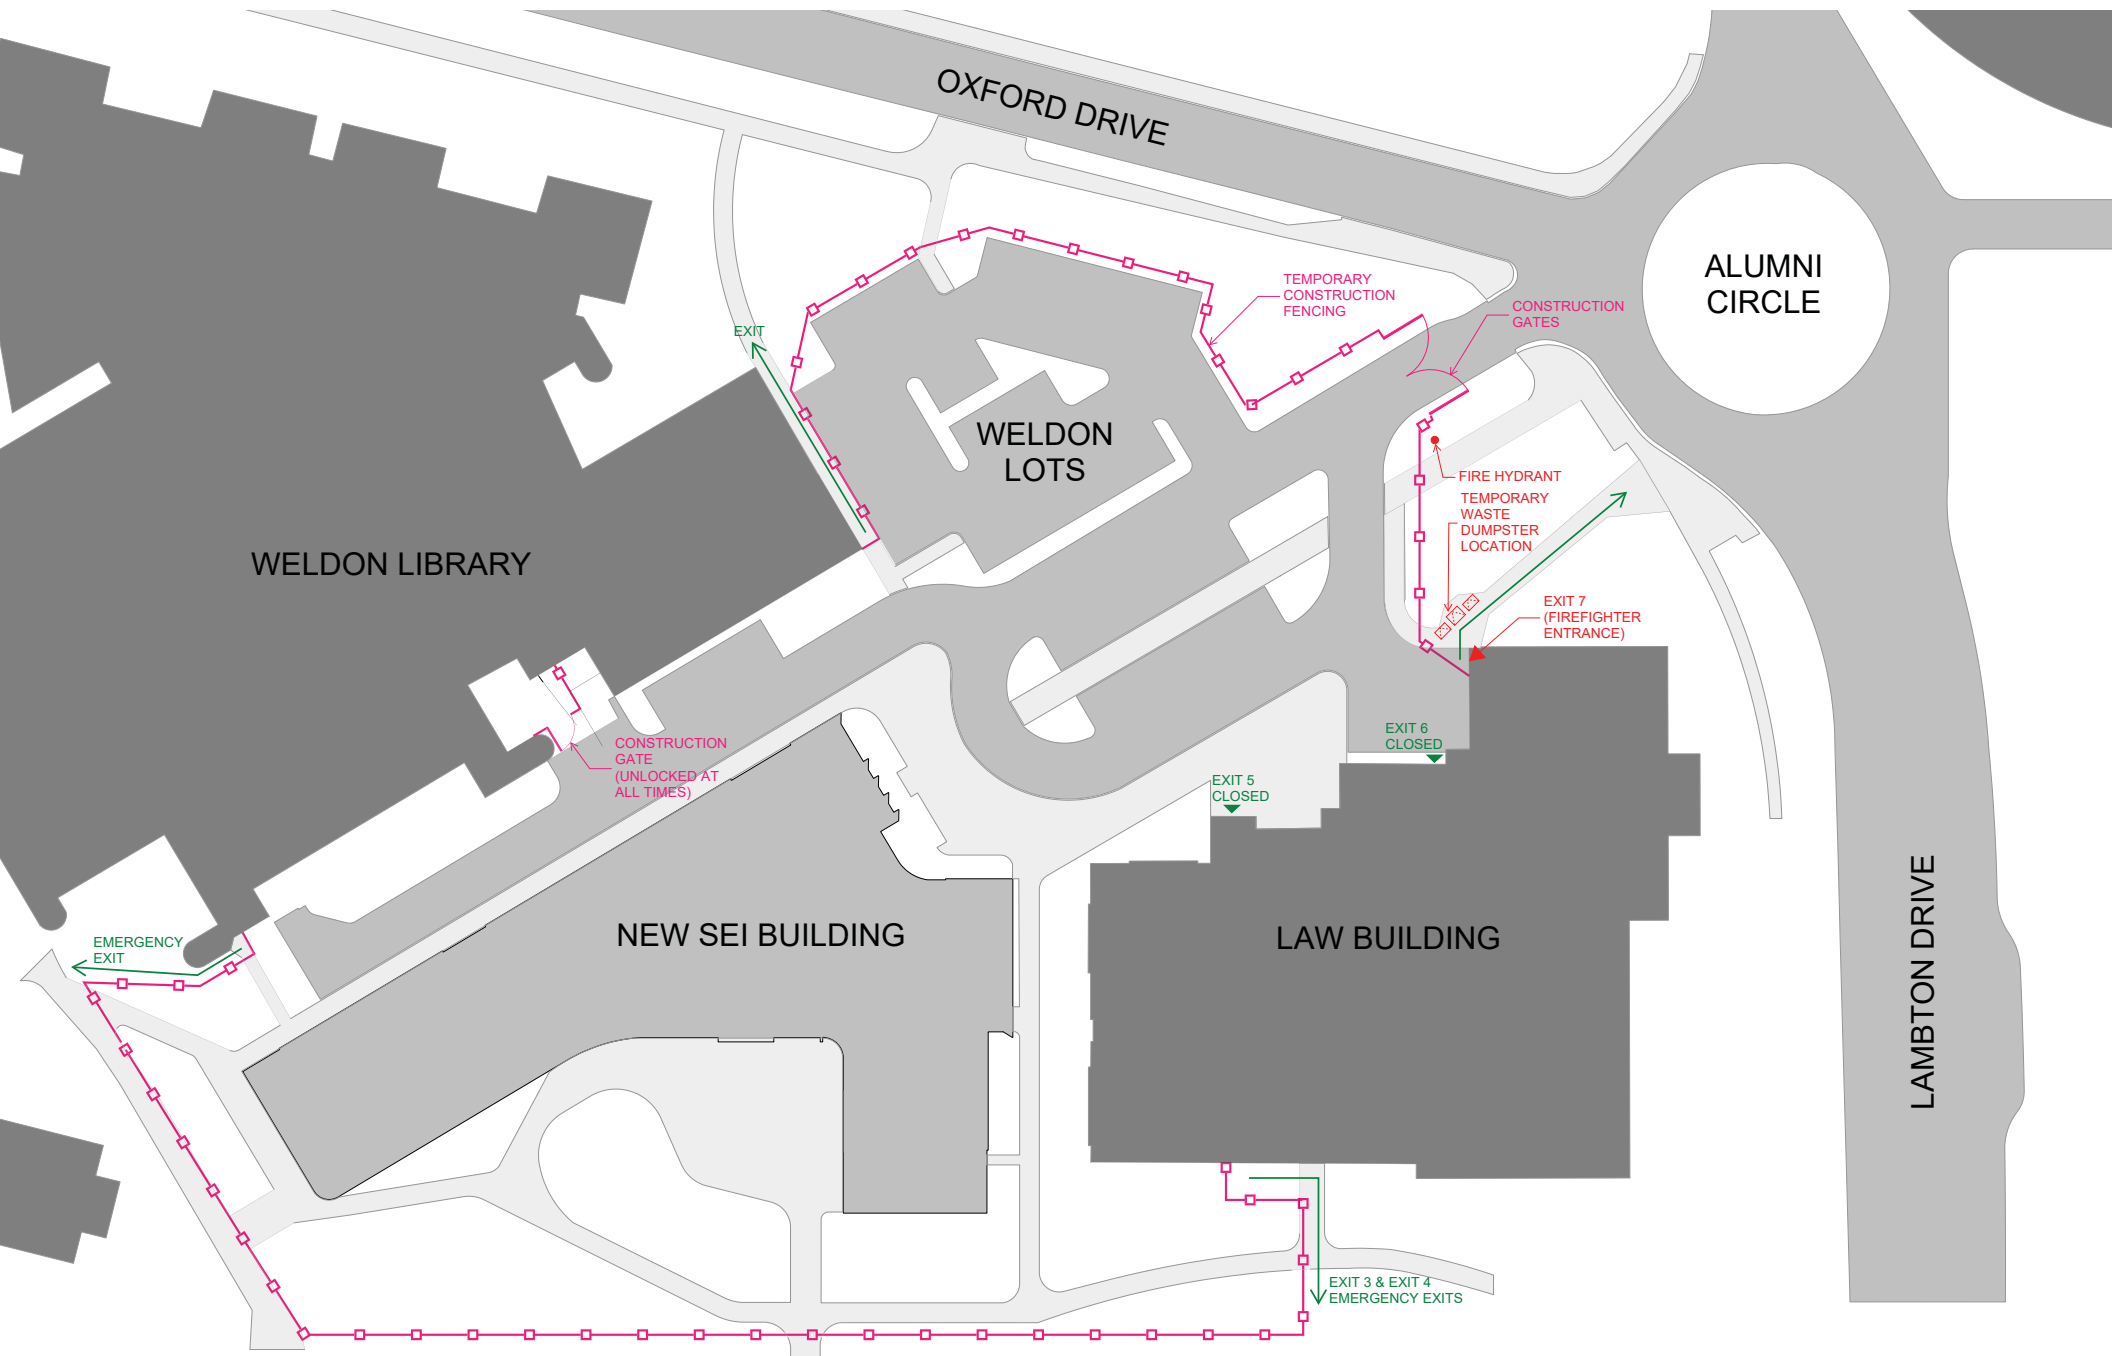 OXFORD DRIVE
ALUMNI
CIRCLE
TEMPORARY
CONSTRUCTION
FENCING
CONSTRUCTION
GATES
EXIT
WELDON
LOTS
FIRE HYDRANT
TEMPORARY
WASTE
DUMPSTER
LOCATION
WELDON LIBRARY
EXIT 7
(FIREFIGHTER
ENTRANCE)
CONSTRUCTION
GATE
(UNLOCKED AT
ALL TIMES)
EXIT 6
CLOSED
EXIT 5
CLOSED
EMERGENCY
EXIT
NEW SEI BUILDING
LAW BUILDING
LAMBTON DRIVE
EXIT 3 & EXIT 4
EMERGENCY EXITS